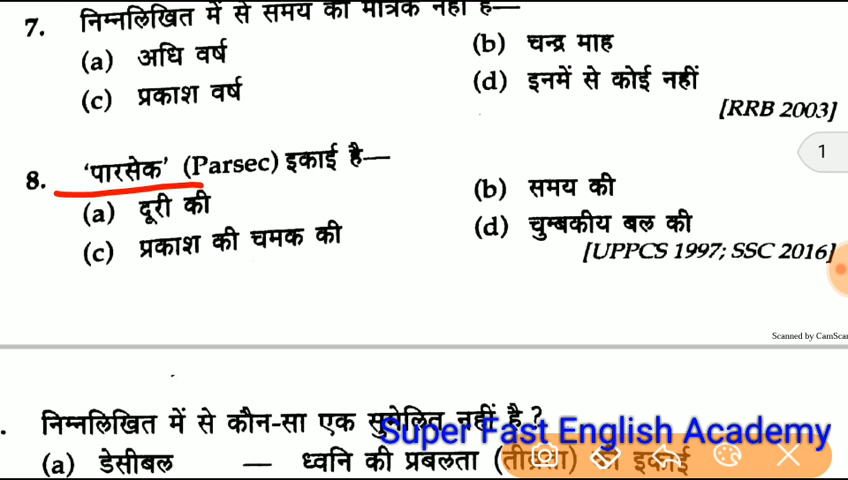 7. निम्नलिखित में से समय का मात्रक नहीं है—
(a) अधि वर्ष (b) चन्द्र माह
(c) प्रकाश वर्ष (d) इनमें से कोई नहीं
[RRB 2003]
1
8. ‘पारसेक’ (Parsec) इकाई है—
(a) दूरी की (b) समय की
(c) प्रकाश की चमक की (d) चुम्बकीय बल की
[UPPCS 1997; SSC 2016]
Scanned by CamScan
. निम्नलिखित में से कौन-सा एक सुमेलित नहीं है ?
Super Fast English Academy
(a) डेसीबल — ध्वनि की प्रबलता (तीव्रता) की इकाई